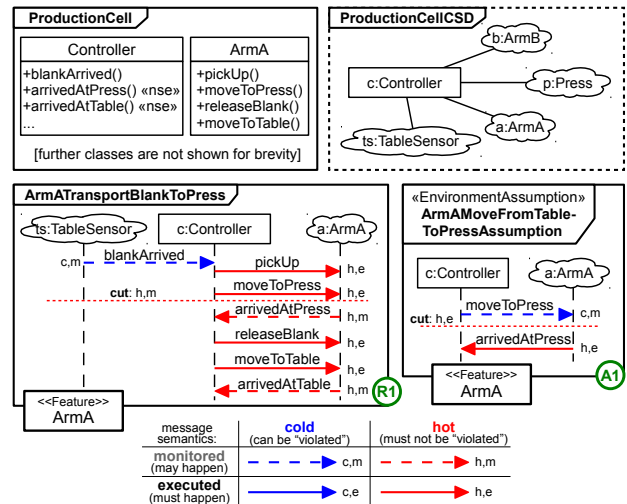 ProductionCell
Controller
+blankArrived()
+arrivedAtPress() «nse»
+arrivedAtTable() «nse»
...
ArmA
+pickUp()
+moveToPress()
+releaseBlank()
+moveToTable()
[further classes are not shown for brevity]
ProductionCellCSD
b:ArmB
c:Controller
p:Press
a:ArmA
ts:TableSensor
ArmATransportBlankToPress
ts:TableSensor
c:Controller
a:ArmA
c,m
blankArrived
pickUp
h,e
cut: h,m
moveToPress
h,e
arrivedAtPress
h,m
releaseBlank
h,e
moveToTable
h,e
arrivedAtTable
h,m
<<Feature>>
ArmA
R1
«EnvironmentAssumption»
ArmAMoveFromTable-
ToPressAssumption
c:Controller
a:ArmA
moveToPress
c,m
cut: h,e
arrivedAtPress
h,e
<<Feature>>
ArmA
A1
message
semantics:
cold
(can be “violated”)
hot
(must not be “violated”)
monitored
(may happen)
c,m
h,m
executed
(must happen)
c,e
h,e